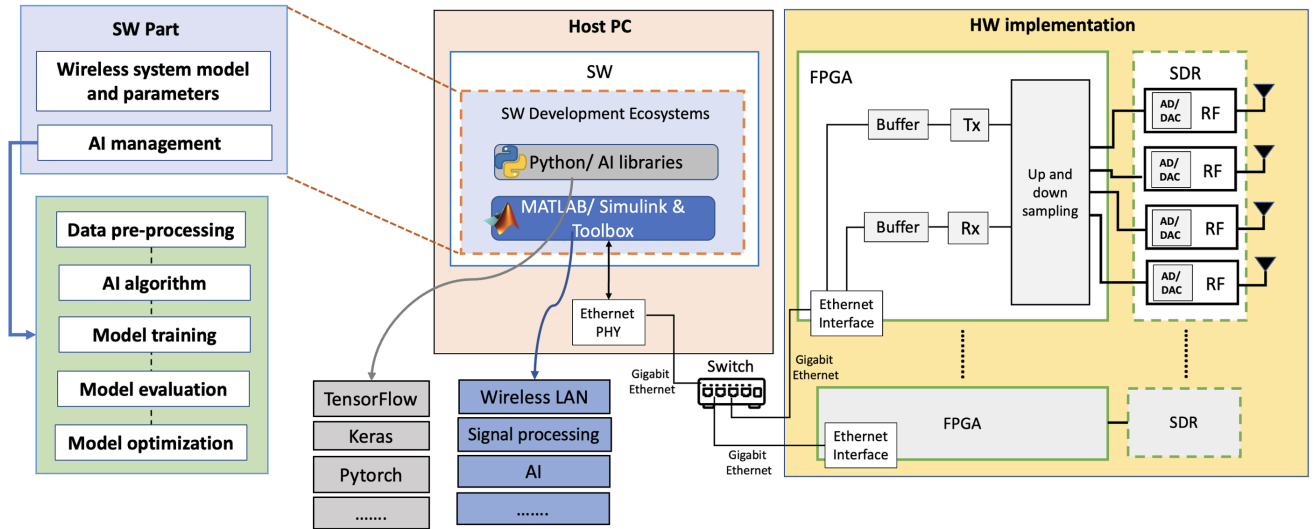 SW Part
Wireless system model
and parameters
AI management
Data pre-processing
AI algorithm
Model training
Model evaluation
Model optimization
Host PC
SW
SW Development Ecosystems
Python/ AI libraries
MATLAB/ Simulink &
Toolbox
Ethernet
PHY
TensorFlow
Keras
Pytorch
.......
Wireless LAN
Signal processing
AI
.......
Gigabit
Ethernet
Switch
Gigabit
Ethernet
Gigabit
Ethernet
HW implementation
FPGA
Buffer
Tx
Buffer
Rx
Up and
down
sampling
Ethernet
Interface
SDR
AD/
DAC
RF
AD/
DAC
RF
AD/
DAC
RF
AD/
DAC
RF
FPGA
Ethernet
Interface
SDR